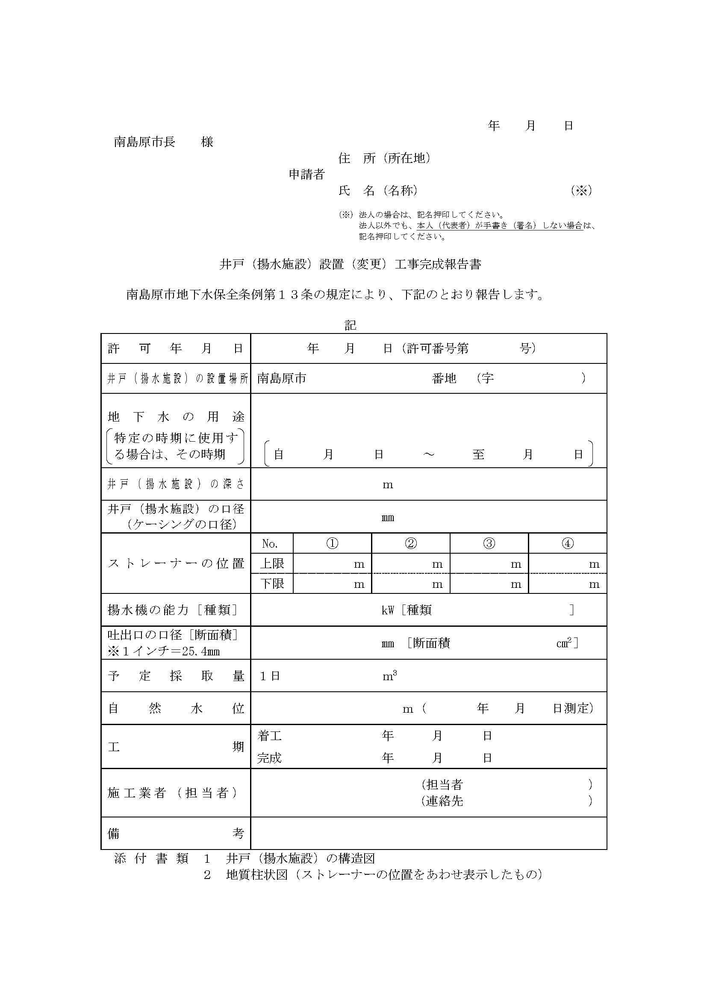 年　　月　　日
南島原市長　　様
住　所（所在地）
申請者
氏　名（名称）　　　　　　　　　　　　（※）
（※）法人の場合は、記名押印してください。
法人以外でも、本人（代表者）が手書き（署名）しない場合は、
記名押印してください。
井戸（揚水施設）設置（変更）工事完成報告書
南島原市地下水保全条例第１３条の規定により、下記のとおり報告します。
記
許可年月日　　　　年　　月　　日（許可番号第　　　　号）
井戸（揚水施設）の設置場所　南島原市　　　　　　　　　　番地　（字　　　　　　　）
地下水の用途
特定の時期に使用す
る場合は、その時期　　自　　　月　　　日　　　～　　　至　　　月　　　日
井戸（揚水施設）の深さ　　　　　　　　　　m
井戸（揚水施設）の口径
（ケーシングの口径）　　　　　　　　　　mm
ストレーナーの位置
No.　①　②　③　④
上限　m　m　m　m
下限　m　m　m　m
揚水機の能力［種類］　　　　　　　　　　kW［種類　　　　　　　　　　　］
吐出口の口径［断面積］
※１インチ＝25.4mm　　　　　　　　　　mm ［断面積　　　　　　　　cm²］
予定採取量　１日　　　　　　　　m³
自然水位　　　　　　　　　　　　m（　　　　年　　月　　日測定）
工期
着工　　　　　　　　年　　　月　　　日
完成　　　　　　　　年　　　月　　　日
施工業者（担当者）
（担当者　　　　　　　　　　）
（連絡先　　　　　　　　　　）
備考
添付書類　１　井戸（揚水施設）の構造図
２　地質柱状図（ストレーナーの位置をあわせ表示したもの）